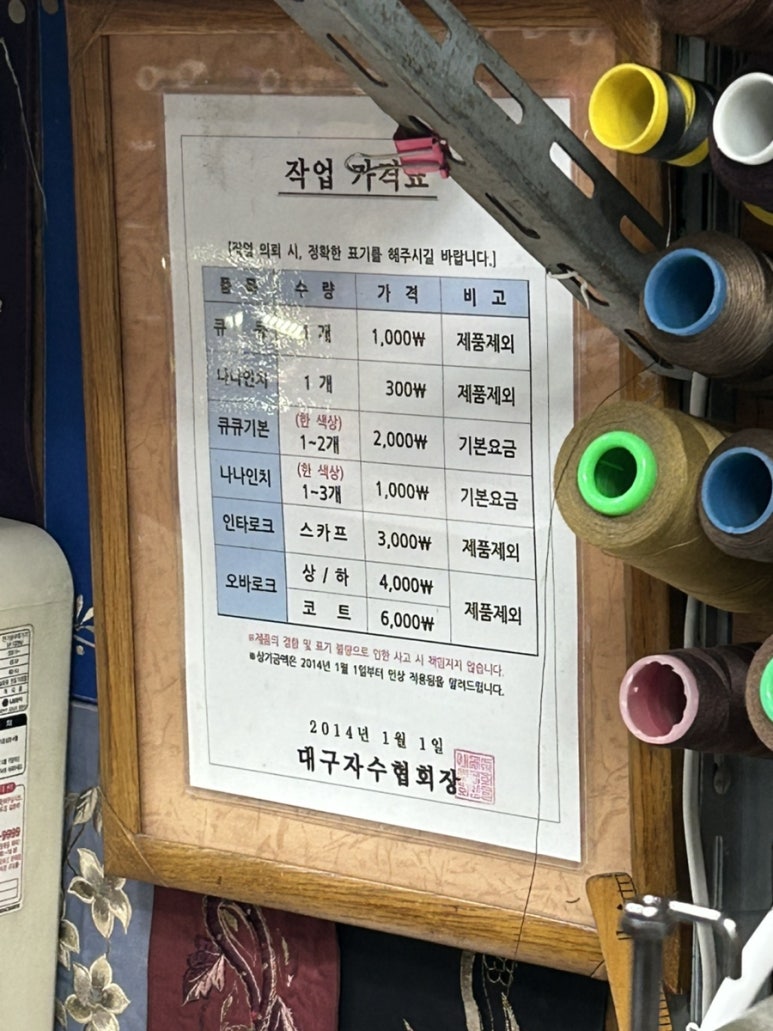 작업 가격표
[작업 의뢰 시, 정확한 표기를 해주시길 바랍니다.]
품 목 수 량 가 격 비 고
큐 큐 1 개 1,000₩ 제품제외
나나인치 1 개 300₩ 제품제외
큐큐기본 (한 색상) 1~2개 2,000₩ 기본요금
나나인치 (한 색상) 1~3개 1,000₩ 기본요금
인타로크 스카프 3,000₩ 제품제외
오바로크 상 / 하 4,000₩ 제품제외
코 트 6,000₩
※제품의 결함 및 표기 불량으로 인한 사고 시 책임지지 않습니다.
※상기금액은 2014년 1월 1일부터 인상 적용됨을 알려드립니다.
2014년 1월 1일
대구자수협회장
-9999